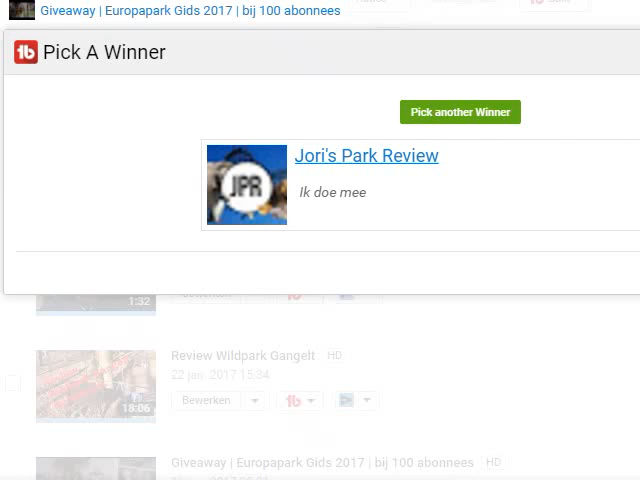 Giveaway | Europapark Gids 2017 | bij 100 abonnees
Pick A Winner
Pick another Winner
Jori's Park Review
JPR
Ik doe mee
1:32
Bewerken
Review Wildpark Gangelt HD
22 jan. 2017 15:34
18:06
Bewerken
Giveaway | Europapark Gids 2017 | bij 100 abonnees HD